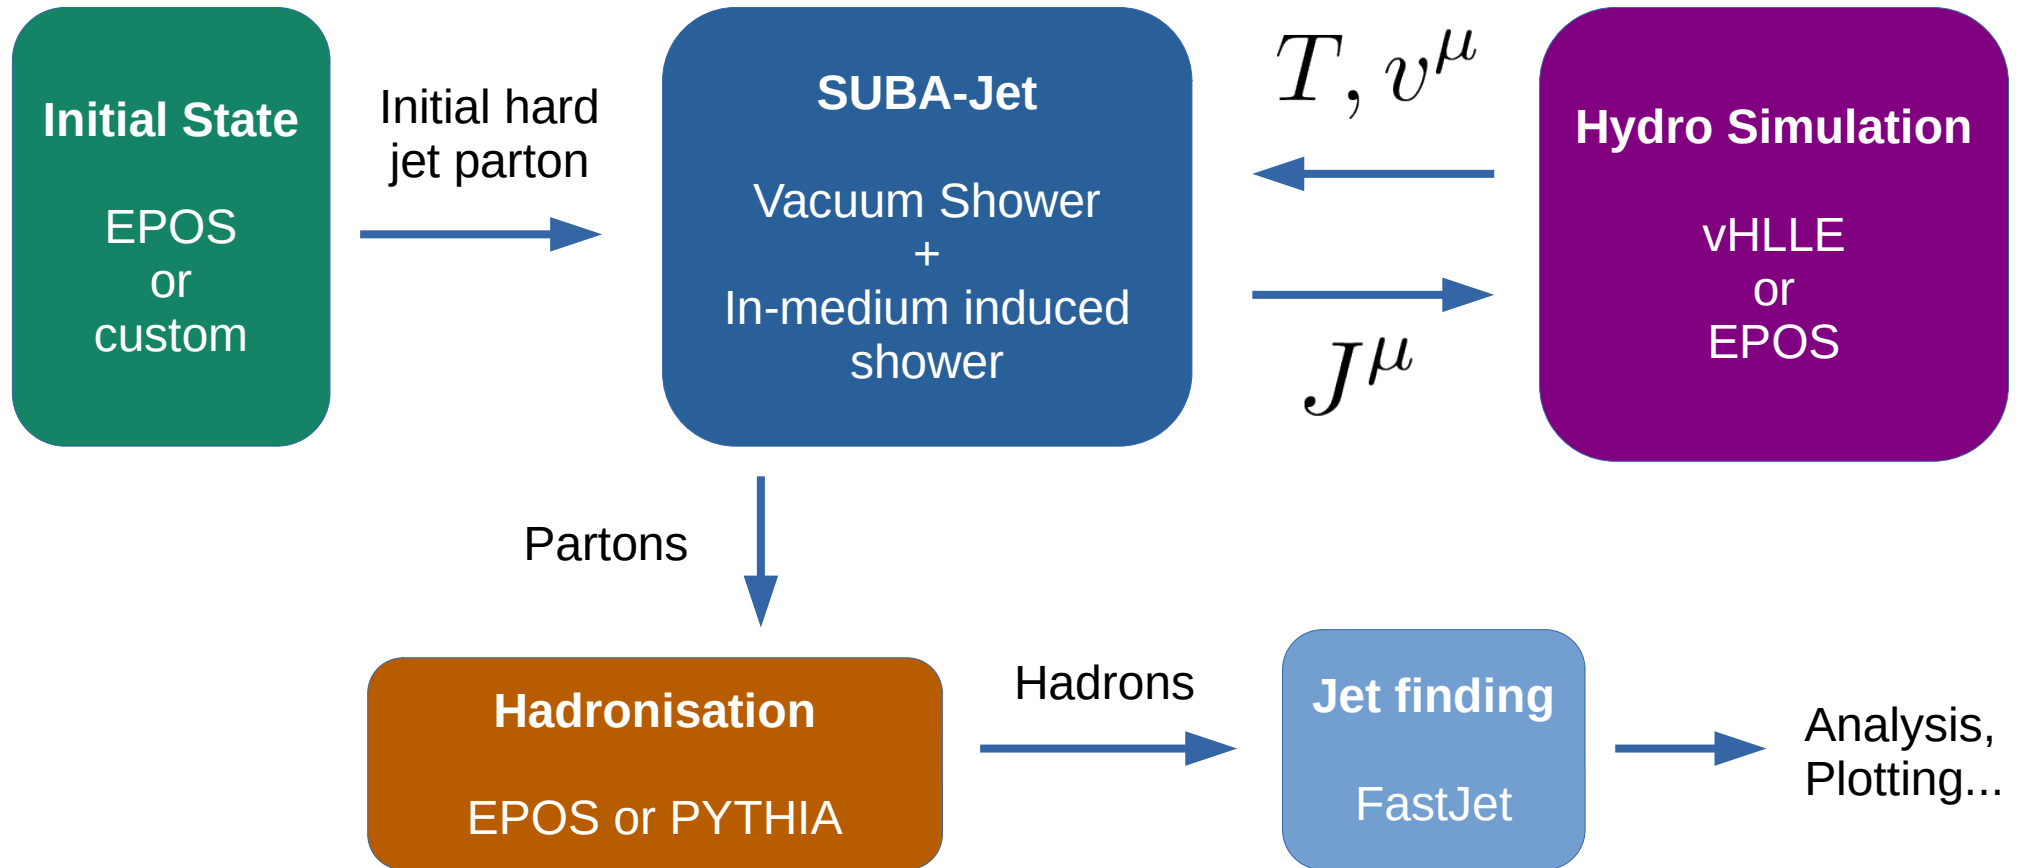 Initial State
EPOS
or
custom
Initial hard
jet parton
SUBA-Jet
Vacuum Shower
+
In-medium induced
shower
T, v^μ
J^μ
Hydro Simulation
vHLLE
or
EPOS
Partons
Hadronisation
EPOS or PYTHIA
Hadrons
Jet finding
FastJet
Analysis,
Plotting...